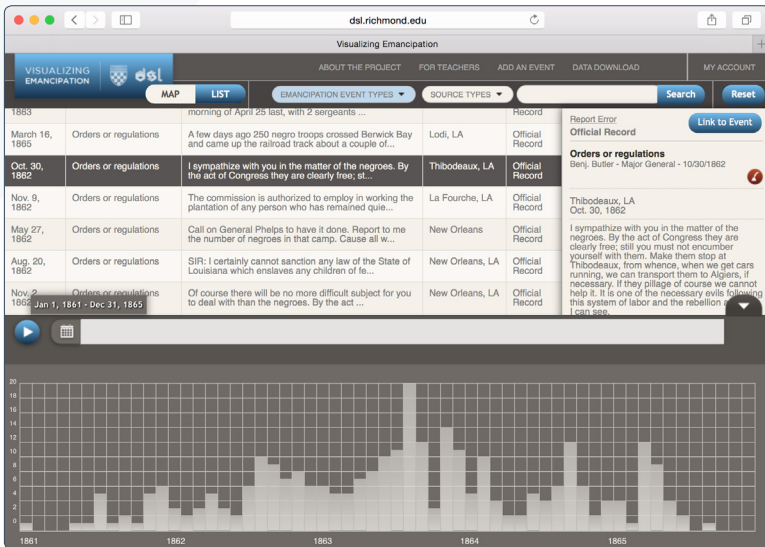 dsl.richmond.edu
Visualizing Emancipation
VISUALIZING
EMANCIPATION
dsl
ABOUT THE PROJECT
FOR TEACHERS
ADD AN EVENT
DATA DOWNLOAD
MY ACCOUNT
MAP
LIST
EMANCIPATION EVENT TYPES
SOURCE TYPES
Search
Reset
1863
morning of April 25 last, with 2 sergeants ...
Record
March 16,
1865
Orders or regulations
A few days ago 250 negro troops crossed Berwick Bay
and came up the railroad track about a couple of...
Lodi, LA
Official
Record
Oct. 30,
1862
Orders or regulations
I sympathize with you in the matter of the negroes. By
the act of Congress they are clearly free; st...
Thibodeaux, LA
Official
Record
Nov. 9,
1862
Orders or regulations
The commission is authorized to employ in working the
plantation of any person who has remained quie...
La Fourche, LA
Official
Record
May 27,
1862
Orders or regulations
Call on General Phelps to have it done. Report to me
the number of negroes in that camp. Cause all w...
New Orleans
Official
Record
Aug. 20,
1862
Orders or regulations
SIR: I certainly cannot sanction any law of the State of
Louisiana which enslaves any children of fe...
New Orleans, LA
Official
Record
Nov. 2,
1862
Orders or regulations
Of course there will be no more difficult subject for you
to deal with than the negroes. By the act ...
New Orleans, LA
Official
Record
Report Error
Official Record
Link to Event
Orders or regulations
Benj. Butler - Major General - 10/30/1862
Thibodeaux, LA
Oct. 30, 1862
I sympathize with you in the matter of the
negroes. By the act of Congress they are
clearly free; still you must not encumber
yourself with them. Make them stop at
Thibodeaux, from whence, when we get cars
running, we can transport them to Algiers, if
necessary. If they pillage of course we cannot
help it. It is one of the necessary evils following
this system of labor and the rebellion
I can see.
Jan 1, 1861 - Dec 31, 1865
20
18
16
14
12
10
8
6
4
2
0
1861
1862
1863
1864
1865